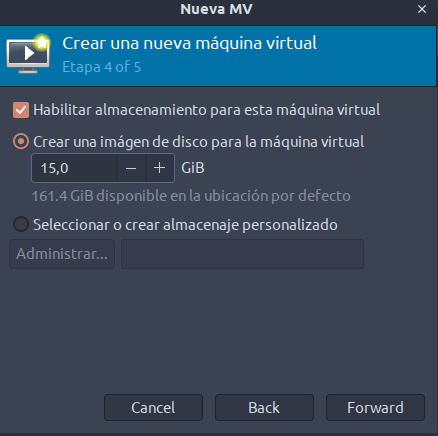 Nueva MV
Crear una nueva máquina virtual
Etapa 4 of 5
Habilitar almacenamiento para esta máquina virtual
Crear una imágen de disco para la máquina virtual
15,0 − + GiB
161.4 GiB disponible en la ubicación por defecto
Seleccionar o crear almacenaje personalizado
Administrar...
Cancel Back Forward